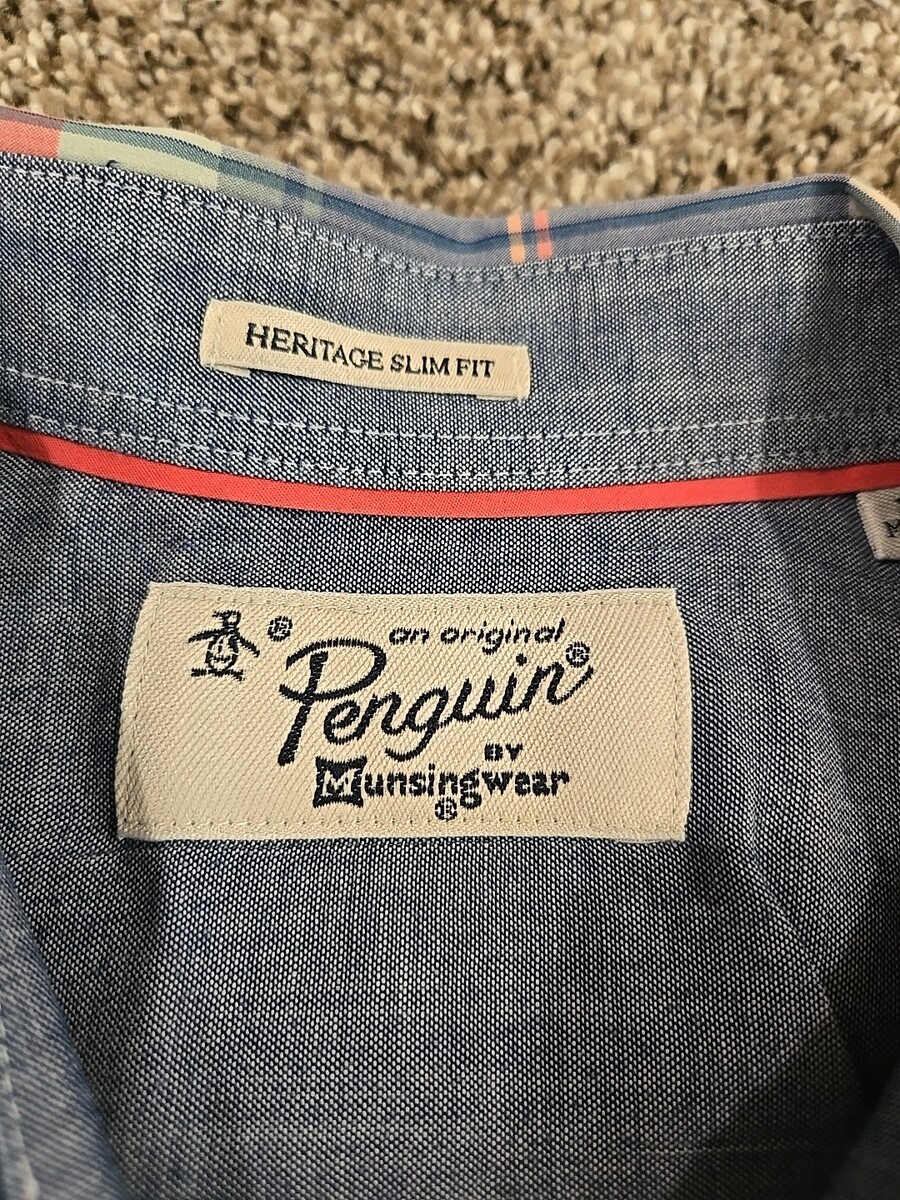 HERITAGE SLIM FIT
® an original
Penguin®
BY
Munsingwear
®